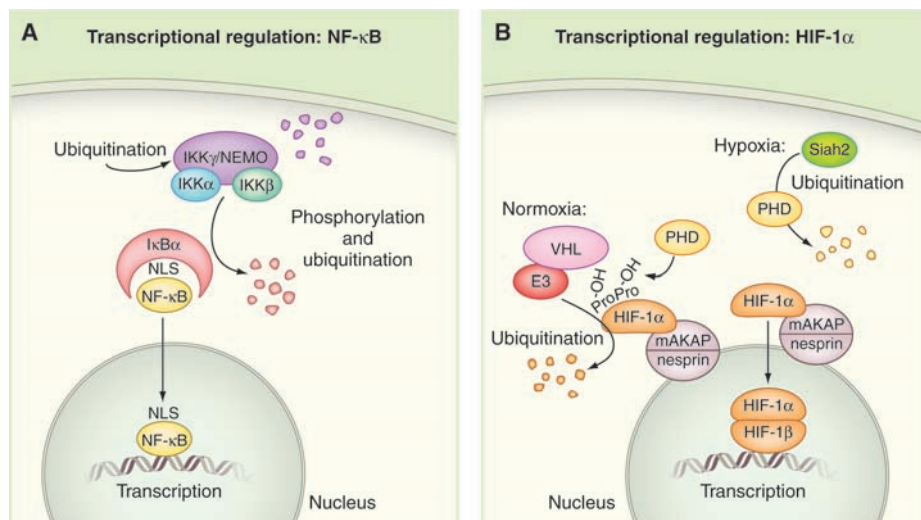 A Transcriptional regulation: NF-κB
Ubiquitination
IKKγ/NEMO
IKKα IKKβ
Phosphorylation
and
ubiquitination
IκBα
NLS
NF-κB
NLS
NF-κB
Transcription
Nucleus
B Transcriptional regulation: HIF-1α
Hypoxia: Siah2
Ubiquitination
PHD
Normoxia:
VHL
E3
PHD
-OH
-OH
ProPro
HIF-1α
mAKAP
nesprin
Ubiquitination
HIF-1α
mAKAP
nesprin
HIF-1α
HIF-1β
Transcription
Nucleus